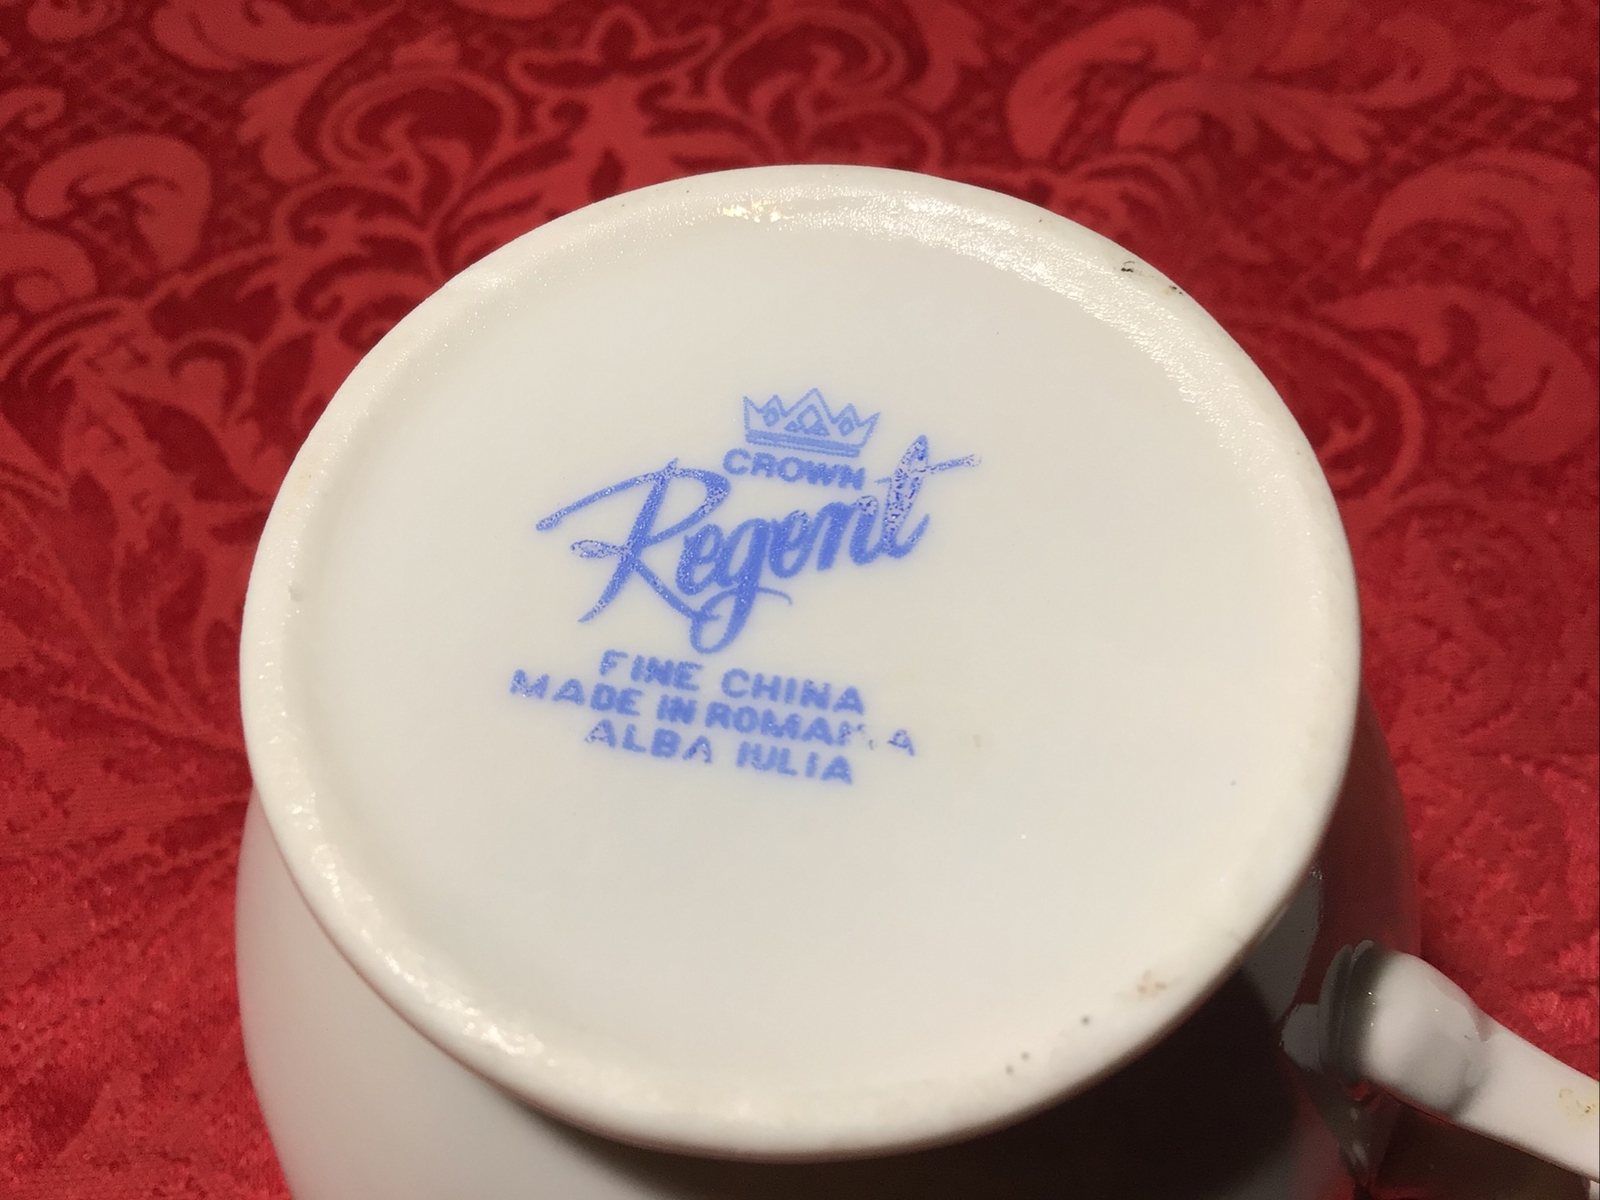 CROWN
Regent
FINE CHINA
MADE IN ROMANIA
ALBA IULIA